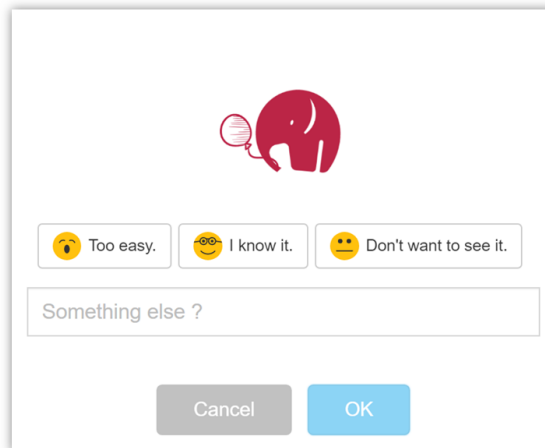 Too easy. I know it. Don't want to see it.
Something else ?
Cancel OK